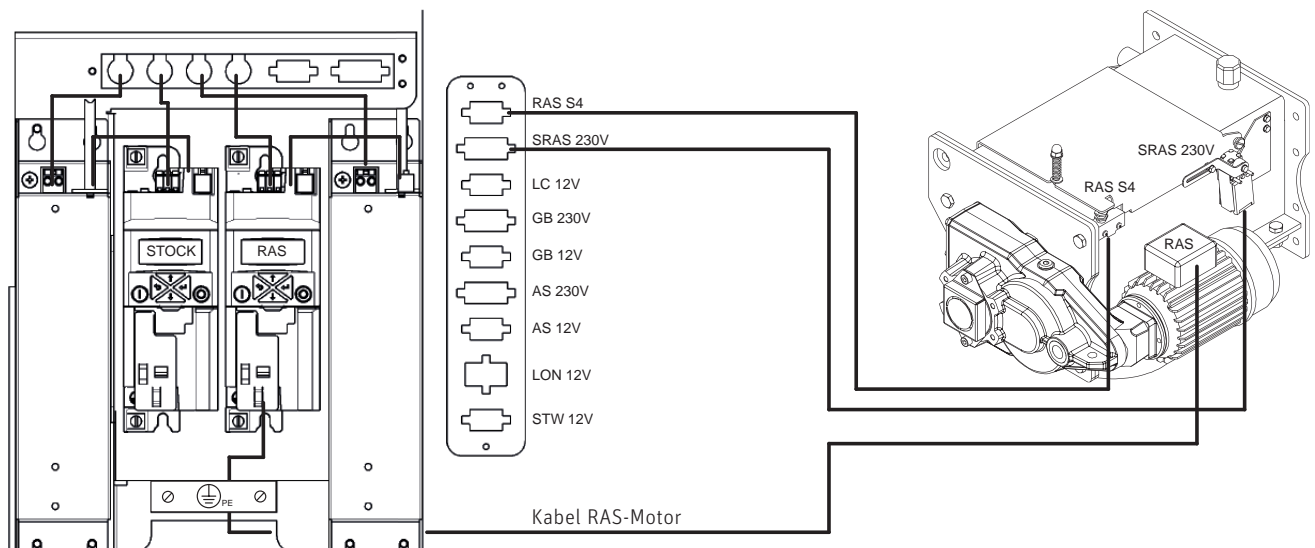 RAS S4
SRAS 230V
LC 12V
GB 230V
GB 12V
AS 230V
AS 12V
LON 12V
STW 12V
STOCK
RAS
PE
Kabel RAS-Motor
SRAS 230V
RAS S4
RAS